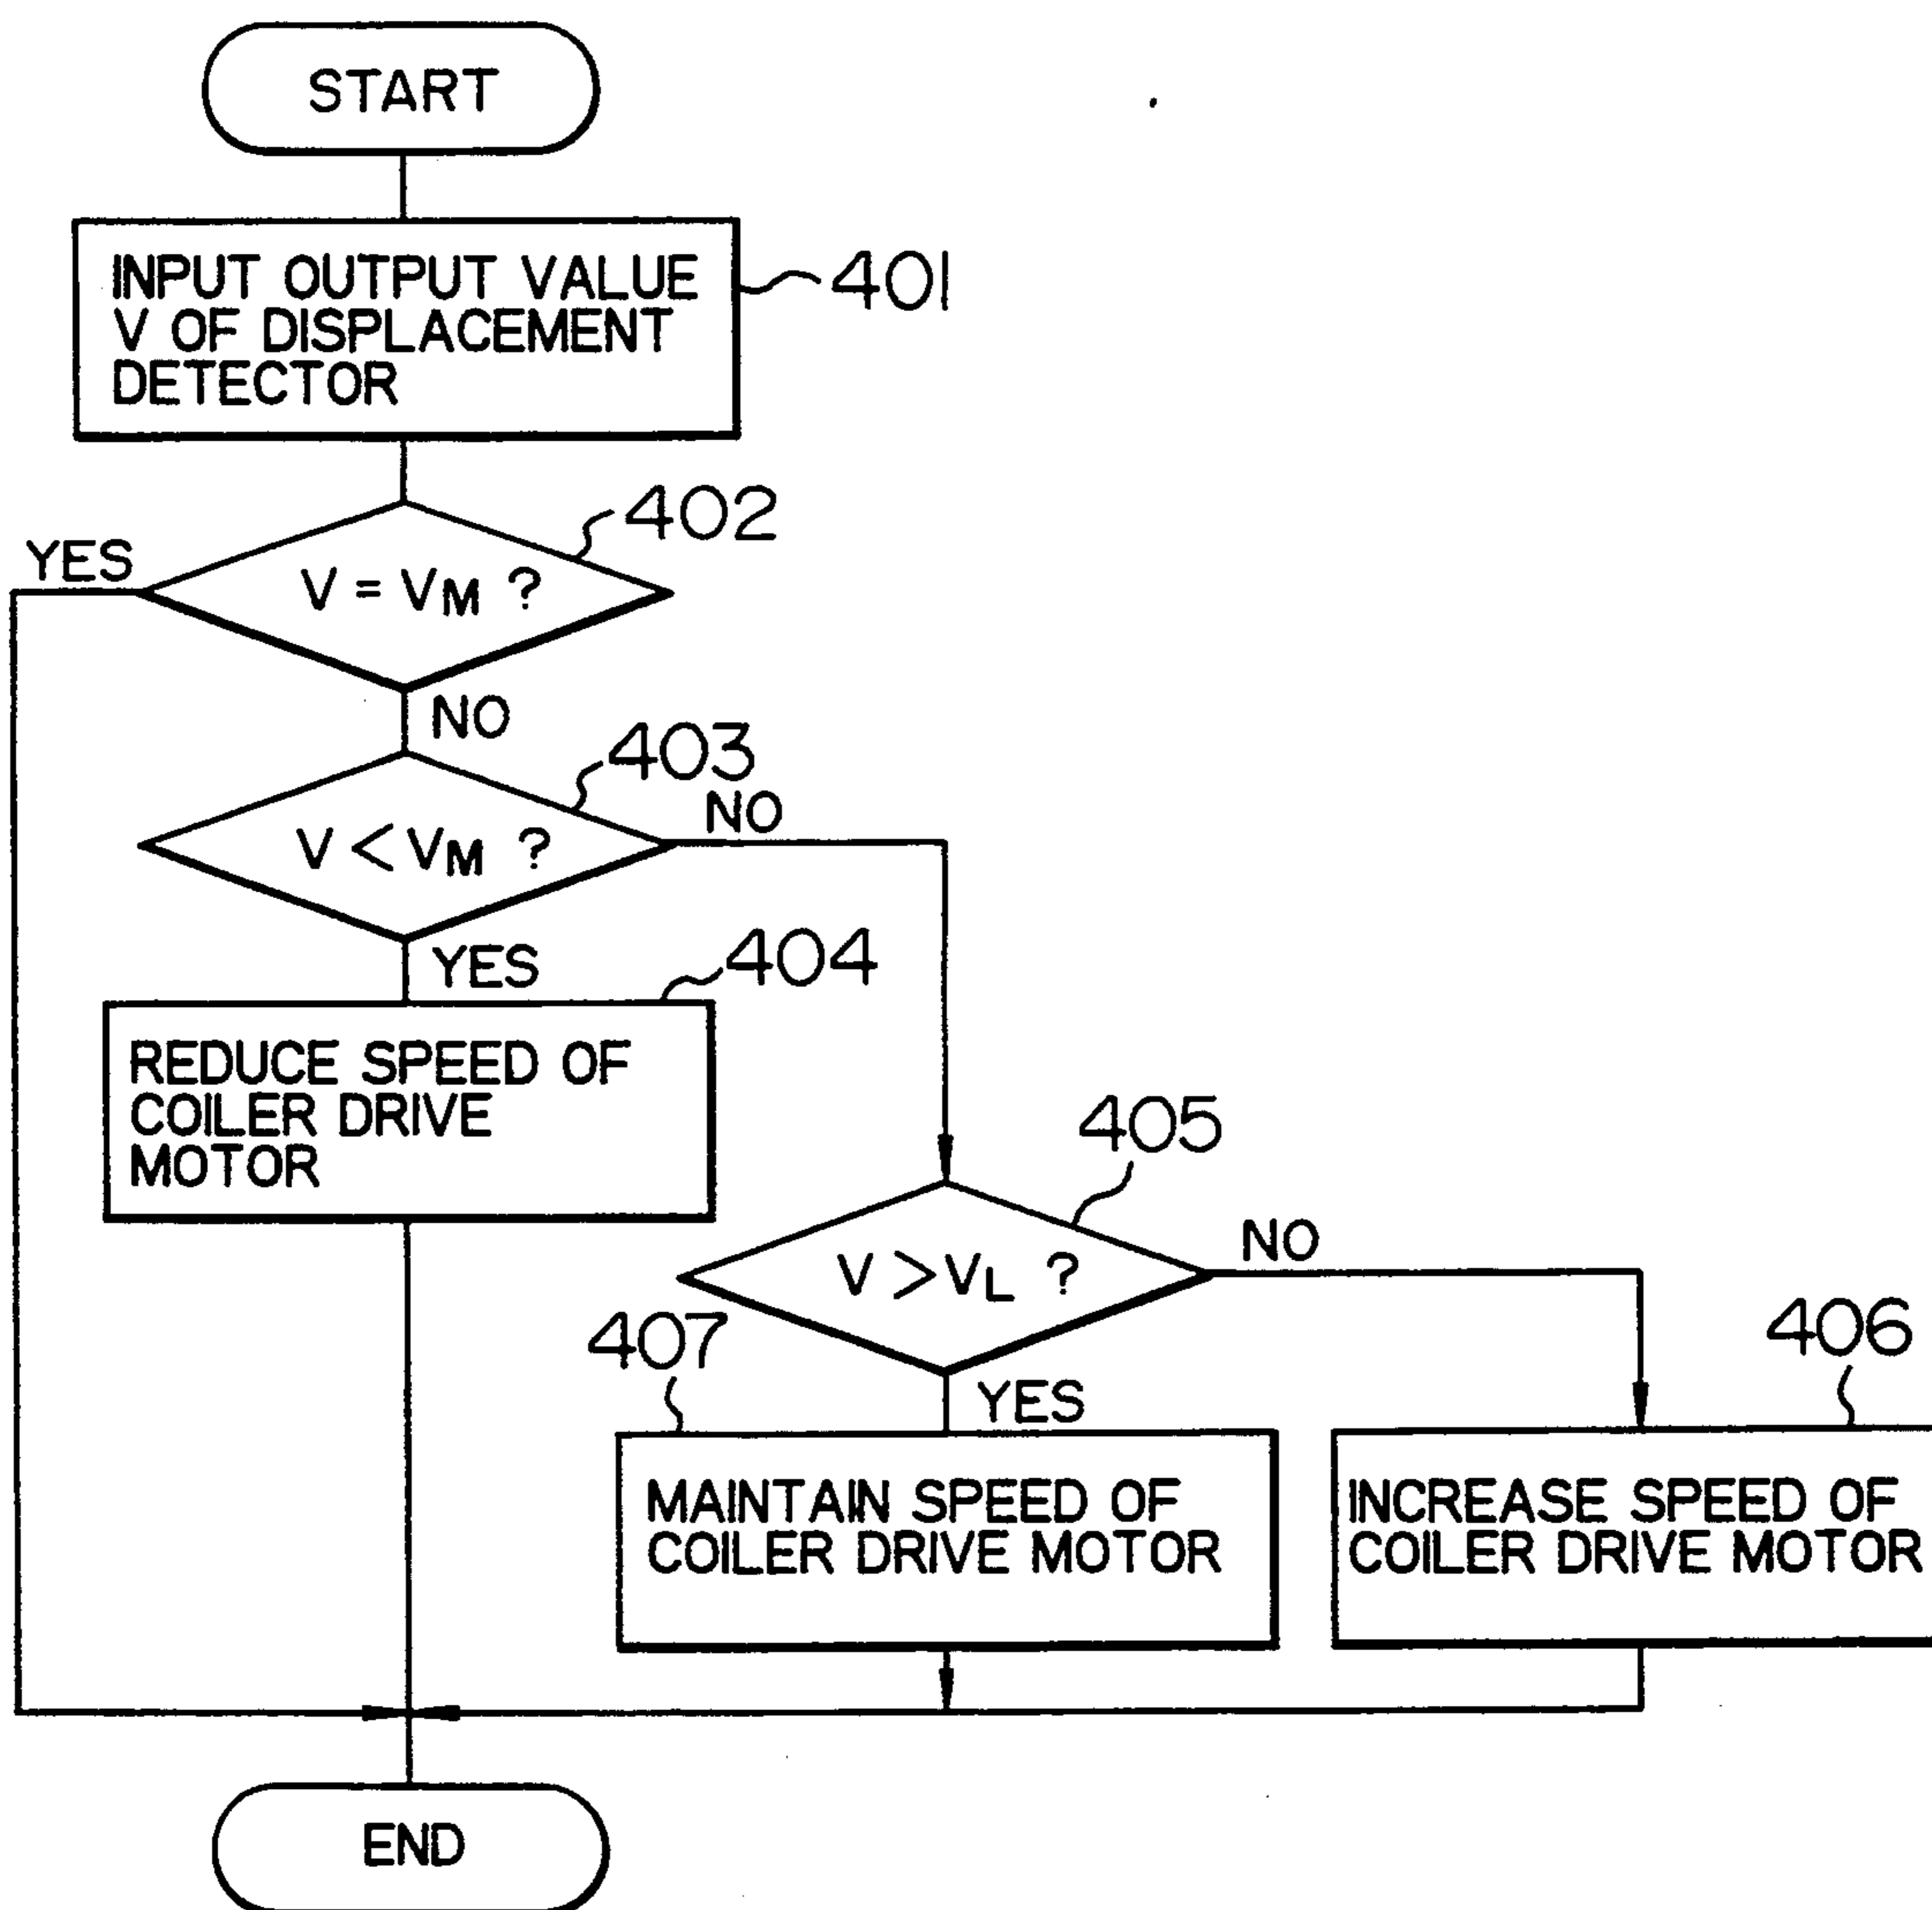 START
INPUT OUTPUT VALUE
V OF DISPLACEMENT
DETECTOR
401
402
YES
V = VM ?
NO
403
NO
V < VM ?
YES
404
REDUCE SPEED OF
COILER DRIVE
MOTOR
405
V > VL ?
NO
407
YES
406
MAINTAIN SPEED OF
COILER DRIVE MOTOR
INCREASE SPEED OF
COILER DRIVE MOTOR
END